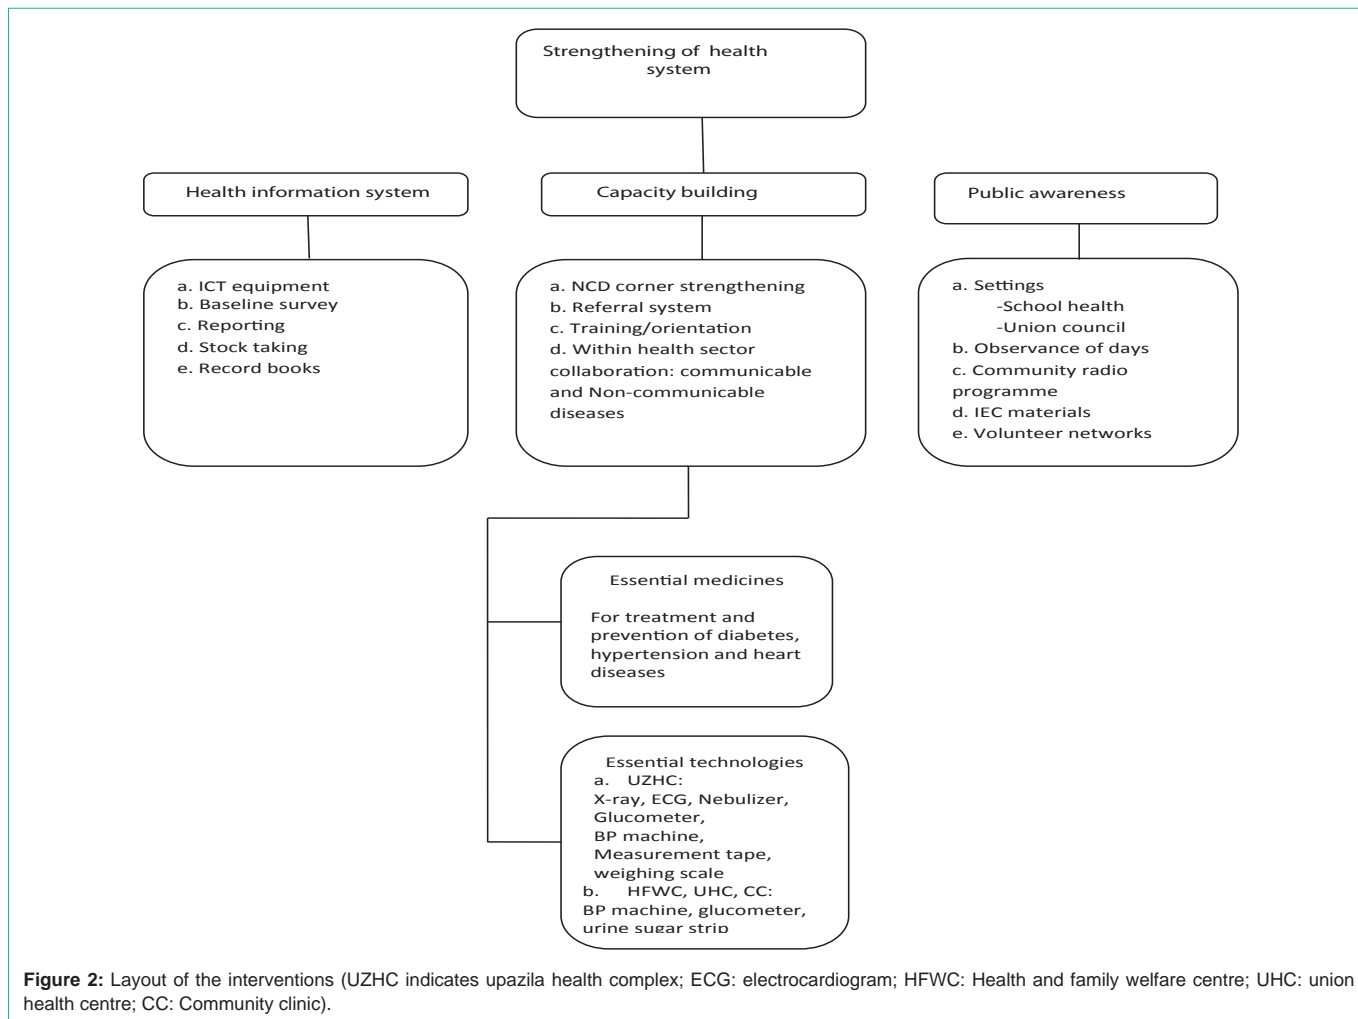 Strengthening of health
system
Health information system
Capacity building
Public awareness
a. ICT equipment
b. Baseline survey
c. Reporting
d. Stock taking
e. Record books
a. NCD corner strengthening
b. Referral system
c. Training/orientation
d. Within health sector
collaboration: communicable
and Non-communicable
diseases
a. Settings
-School health
-Union council
b. Observance of days
c. Community radio
programme
d. IEC materials
e. Volunteer networks
Essential medicines
For treatment and
prevention of diabetes,
hypertension and heart
diseases
Essential technologies
a. UZHC:
X-ray, ECG, Nebulizer,
Glucometer,
BP machine,
Measurement tape,
weighing scale
b. HFWC, UHC, CC:
BP machine, glucometer,
urine sugar strip
Figure 2: Layout of the interventions (UZHC indicates upazila health complex; ECG: electrocardiogram; HFWC: Health and family welfare centre; UHC: union
health centre; CC: Community clinic).